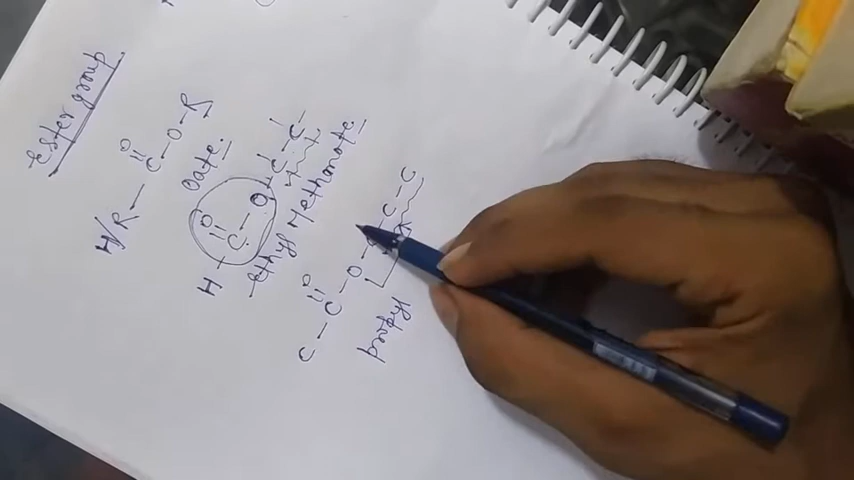 Ester group
O
H/R — C — O — R
Oate.
O
H — C — O — C — C
ethyl Methanoate
O
C — C — O — C — C — C
propyl